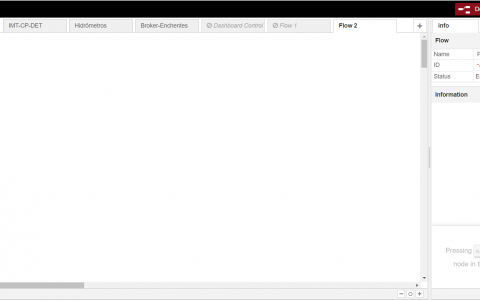 IMT-CP-DET Hidrômetros Broker-Enchentes Dashboard Control Flow 1 Flow 2 + info
Flow
Name
ID
Status
Information
Pressing
node in